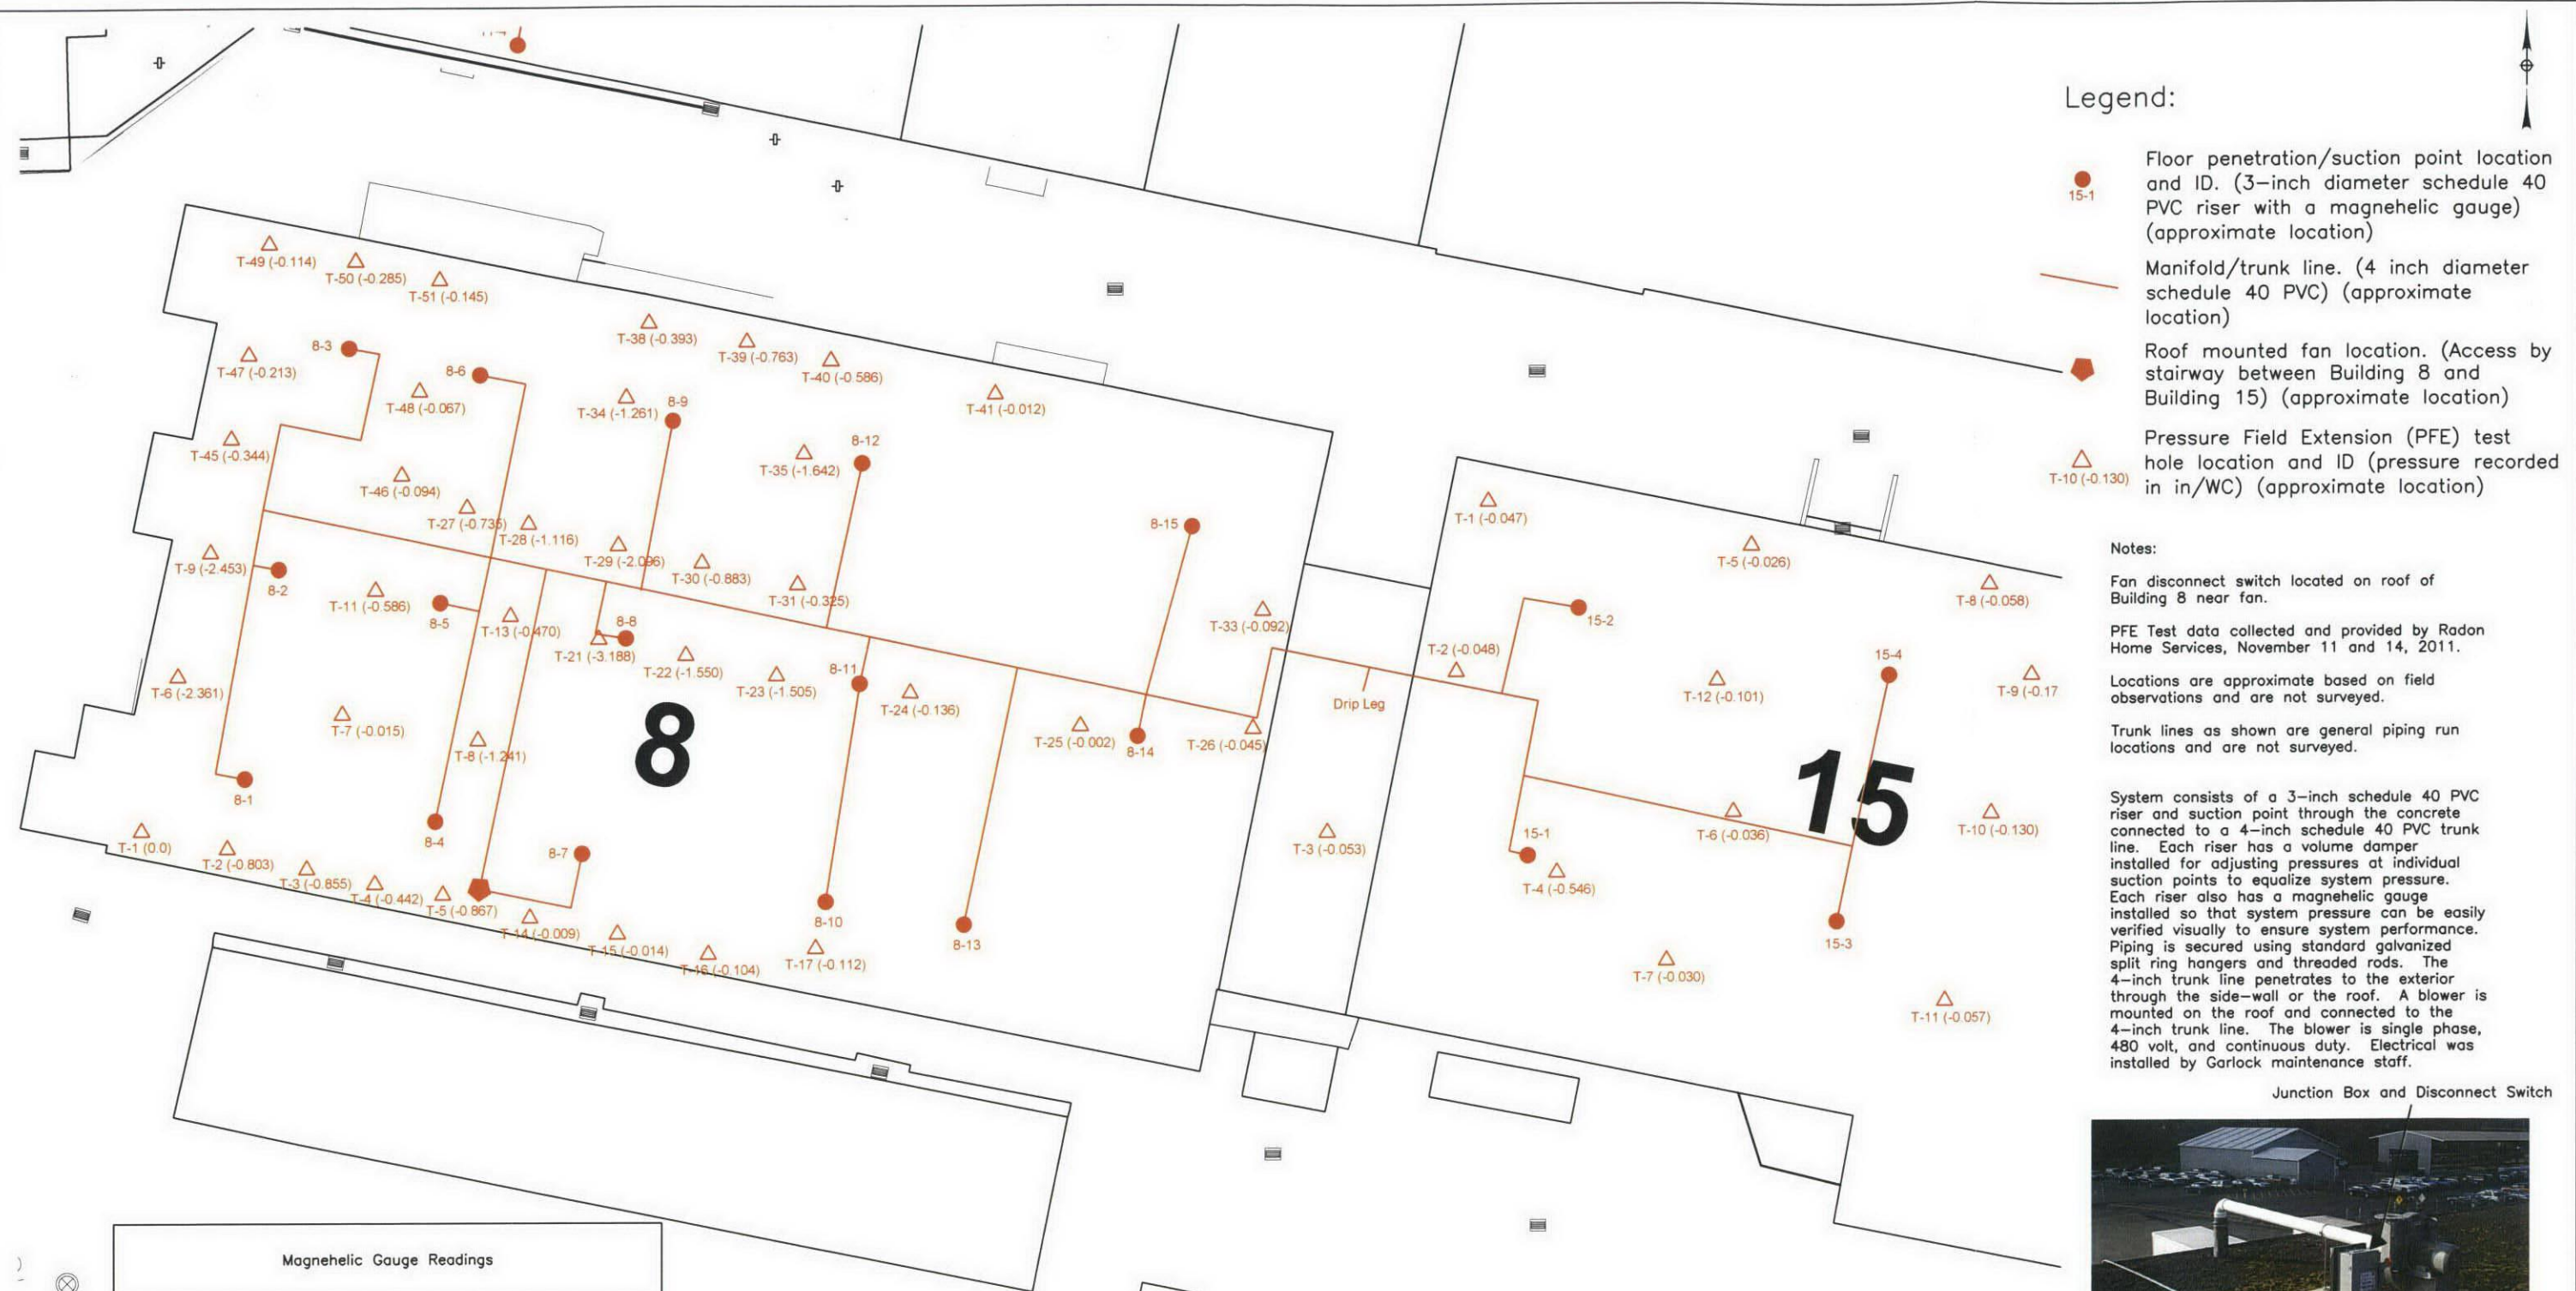 Legend:
15-1
Floor penetration/suction point location
and ID. (3-inch diameter schedule 40
PVC riser with a magnehelic gauge)
(approximate location)
Manifold/trunk line. (4 inch diameter
schedule 40 PVC) (approximate
location)
Roof mounted fan location. (Access by
stairway between Building 8 and
Building 15) (approximate location)
T-10 (-0.130)
Pressure Field Extension (PFE) test
hole location and ID (pressure recorded
in in/WC) (approximate location)
Notes:
Fan disconnect switch located on roof of
Building 8 near fan.
PFE Test data collected and provided by Radon
Home Services, November 11 and 14, 2011.
Locations are approximate based on field
observations and are not surveyed.
Trunk lines as shown are general piping run
locations and are not surveyed.
System consists of a 3-inch schedule 40 PVC
riser and suction point through the concrete
connected to a 4-inch schedule 40 PVC trunk
line. Each riser has a volume damper
installed for adjusting pressures at individual
suction points to equalize system pressure.
Each riser also has a magnehelic gauge
installed so that system pressure can be easily
verified visually to ensure system performance.
Piping is secured using standard galvanized
split ring hangers and threaded rods. The
4-inch trunk line penetrates to the exterior
through the side-wall or the roof. A blower is
mounted on the roof and connected to the
4-inch trunk line. The blower is single phase,
480 volt, and continuous duty. Electrical was
installed by Garlock maintenance staff.
Junction Box and Disconnect Switch
T-49 (-0.114)
T-50 (-0.285)
T-51 (-0.145)
T-38 (-0.393)
T-39 (-0.763)
T-40 (-0.586)
T-41 (-0.012)
8-3
T-47 (-0.213)
8-6
T-48 (-0.067)
T-34 (-1.261)
8-9
8-12
T-45 (-0.344)
T-35 (-1.642)
T-46 (-0.094)
T-27 (-0.735)
T-28 (-1.116)
T-29 (-2.096)
T-30 (-0.883)
T-31 (-0.325)
8-15
T-9 (-2.453)
8-2
T-11 (-0.586)
8-5
T-13 (-0.470)
8-8
T-21 (-3.188)
T-22 (-1.550)
T-23 (-1.505)
8-11
T-24 (-0.136)
T-33 (-0.092)
T-6 (-2.361)
T-7 (-0.015)
T-8 (-1.241)
8
T-25 (-0.002)
8-14
T-26 (-0.045)
8-1
8-4
8-7
T-1 (0.0)
T-2 (-0.803)
T-3 (-0.855)
T-4 (-0.442)
T-5 (-0.867)
T-14 (-0.009)
T-15 (-0.014)
T-16 (-0.104)
T-17 (-0.112)
8-10
8-13
Drip Leg
T-1 (-0.047)
T-5 (-0.026)
T-8 (-0.058)
15-2
T-2 (-0.048)
15-4
T-12 (-0.101)
T-9 (-0.17
15
T-3 (-0.053)
15-1
T-4 (-0.546)
T-6 (-0.036)
T-10 (-0.130)
15-3
T-7 (-0.030)
T-11 (-0.057)
Magnehelic Gauge Readings